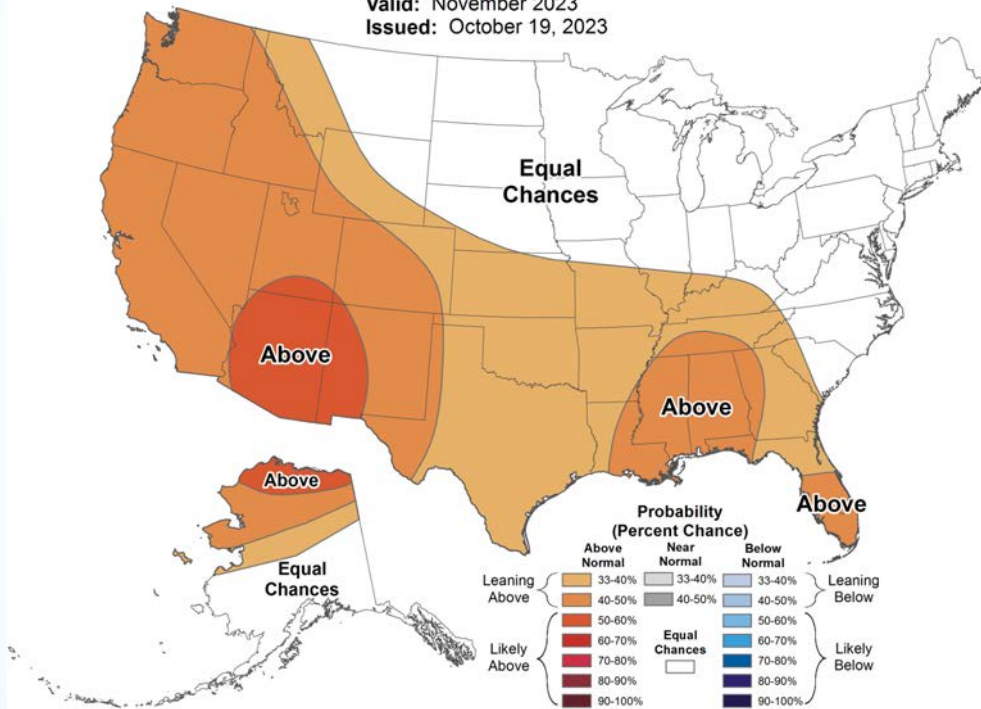 Valid: November 2023
Issued: October 19, 2023
Equal
Chances
Above
Above
Above
Above
Equal
Chances
Probability
(Percent Chance)
Above
Normal
Near
Normal
Below
Normal
Leaning
Above
33-40%
40-50%
Likely
Above
50-60%
60-70%
70-80%
80-90%
90-100%
33-40%
40-50%
Equal
Chances
33-40%
40-50%
50-60%
60-70%
70-80%
80-90%
90-100%
Leaning
Below
Likely
Below